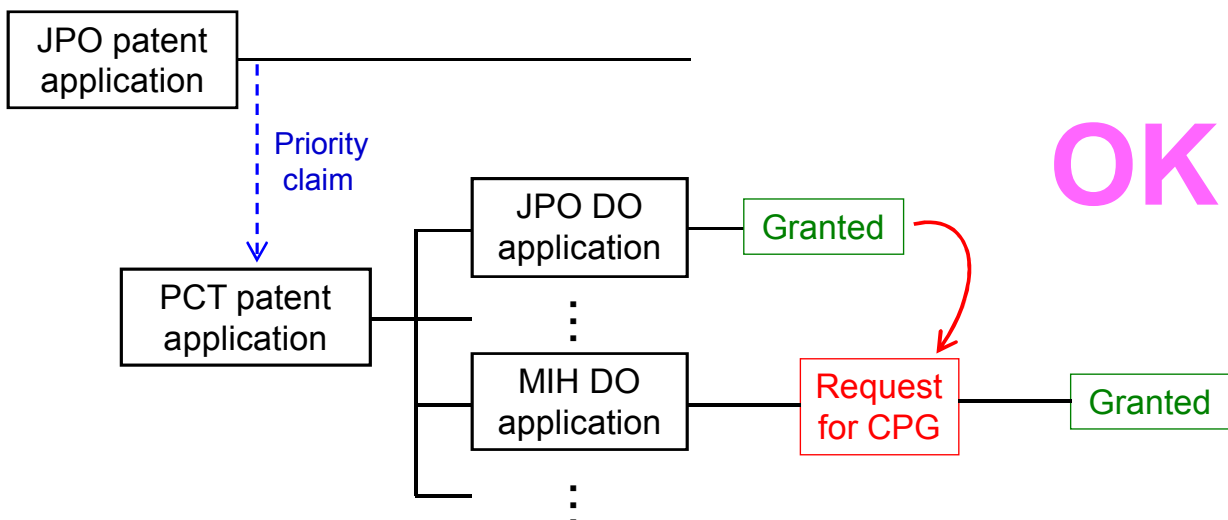 JPO patent
application
Priority
claim
OK
JPO DO
application
Granted
PCT patent
application
MIH DO
application
Request
for CPG
Granted